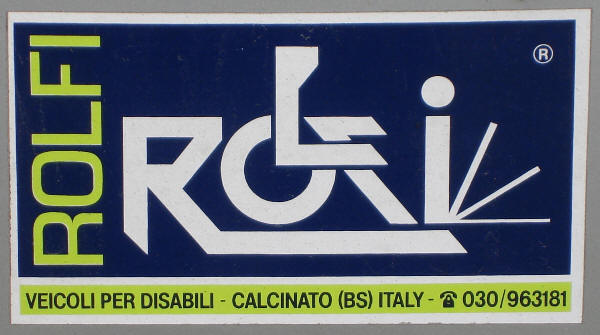 ROLFI
ROLFi
®
VEICOLI PER DISABILI - CALCINATO (BS) ITALY - ☎ 030/963181